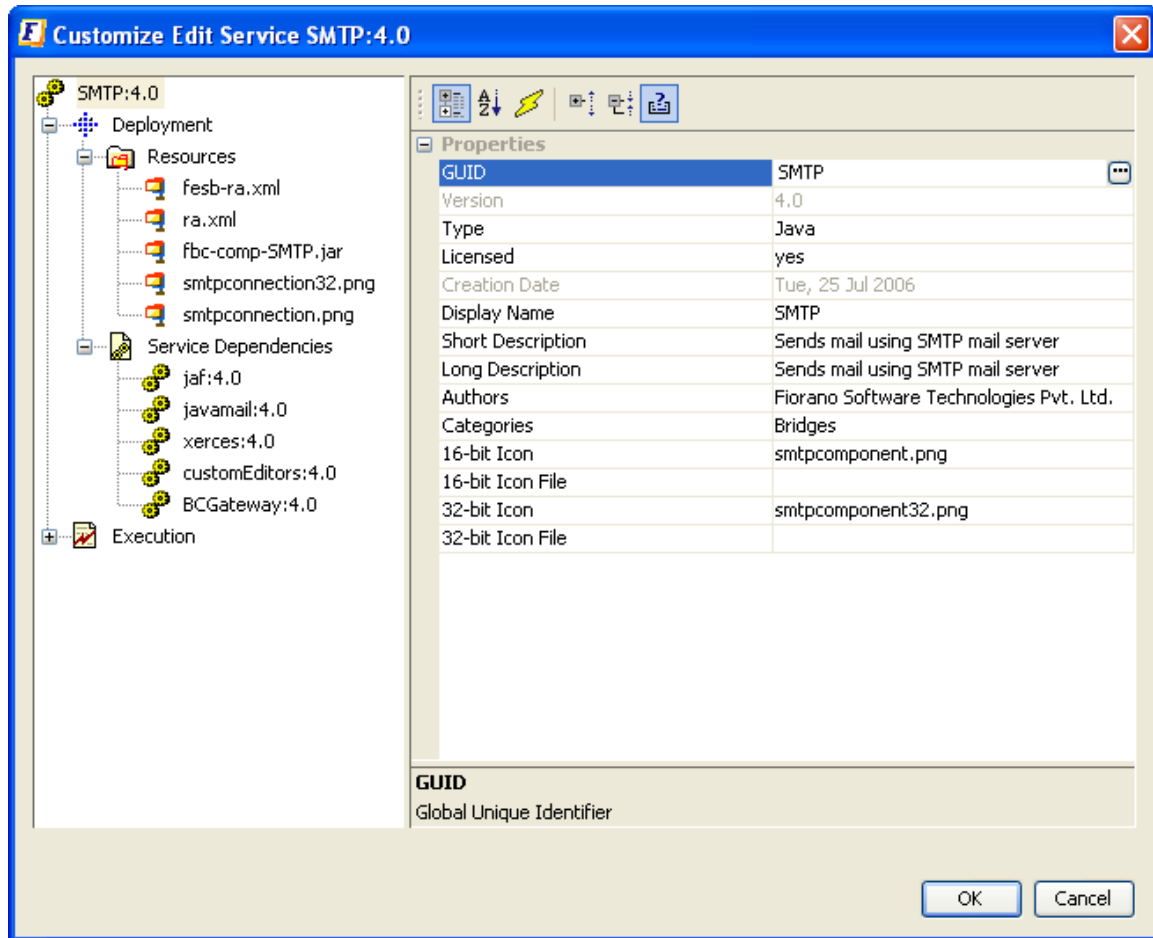 Customize Edit Service SMTP:4.0
SMTP:4.0
Deployment
Resources
fesb-ra.xml
ra.xml
fbc-comp-SMTP.jar
smtpconnection32.png
smtpconnection.png
Service Dependencies
jaf:4.0
javamail:4.0
xerces:4.0
customEditors:4.0
BCGateway:4.0
Execution
Properties
GUID SMTP
Version 4.0
Type Java
Licensed yes
Creation Date Tue, 25 Jul 2006
Display Name SMTP
Short Description Sends mail using SMTP mail server
Long Description Sends mail using SMTP mail server
Authors Fiorano Software Technologies Pvt. Ltd.
Categories Bridges
16-bit Icon smtpcomponent.png
16-bit Icon File
32-bit Icon smtpcomponent32.png
32-bit Icon File
GUID
Global Unique Identifier
OK Cancel